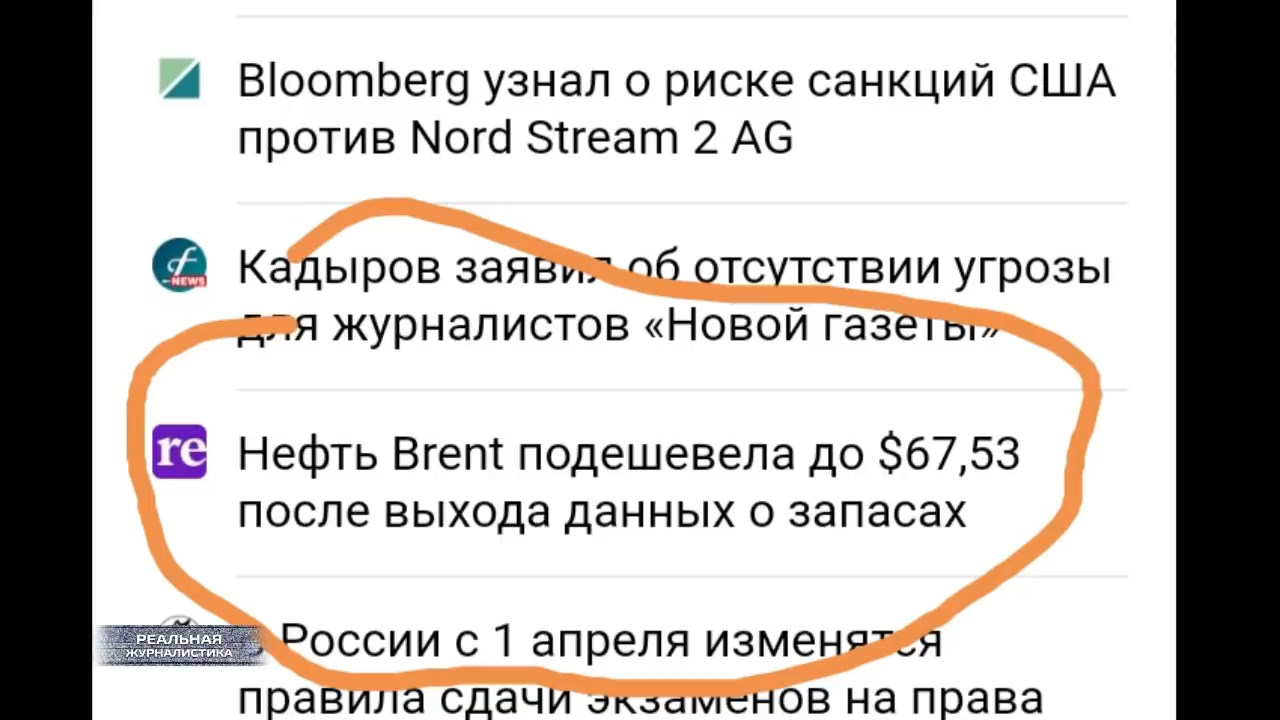 Bloomberg узнал о риске санкций США
против Nord Stream 2 AG
Кадыров заявил об отсутствии угрозы
для журналистов «Новой газеты»
Нефть Brent подешевела до $67,53
после выхода данных о запасах
России с 1 апреля изменятся
правила сдачи экзаменов на права
f
NEWS
re
РЕАЛЬНАЯ
ЖУРНАЛИСТИКА